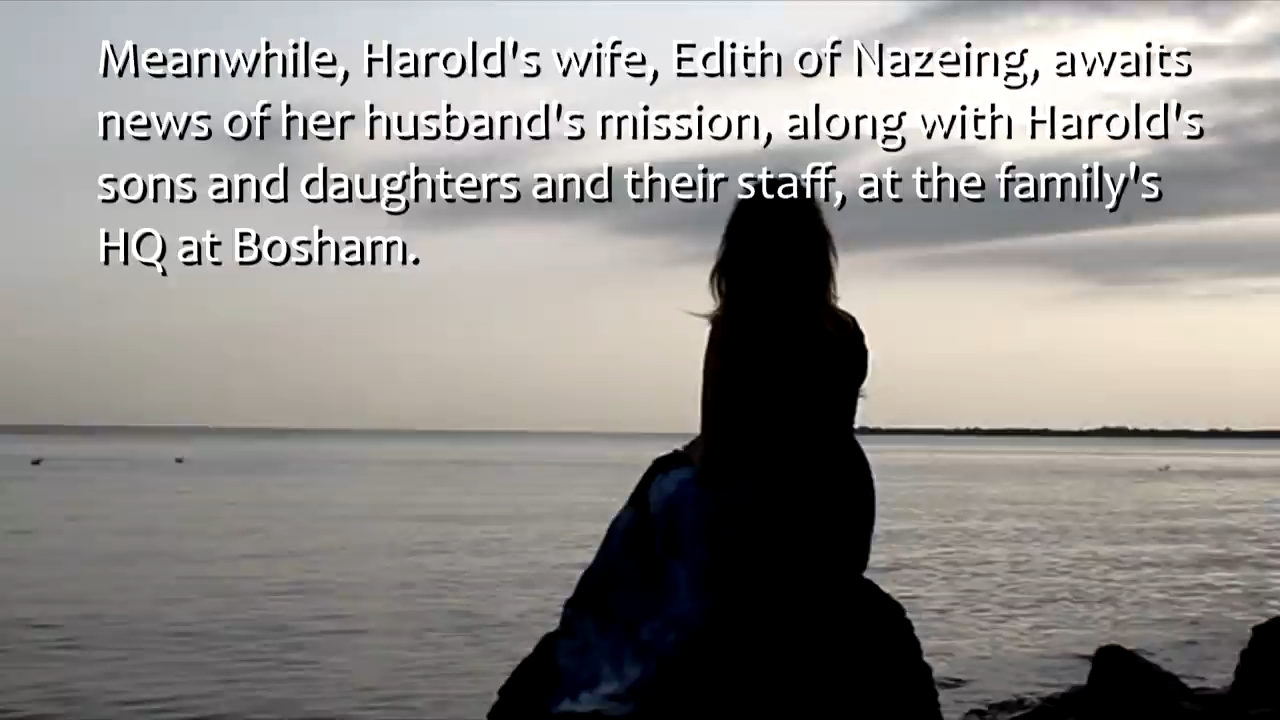 Meanwhile, Harold's wife, Edith of Nazeing, awaits
news of her husband's mission, along with Harold's
sons and daughters and their staff, at the family's
HQ at Bosham.